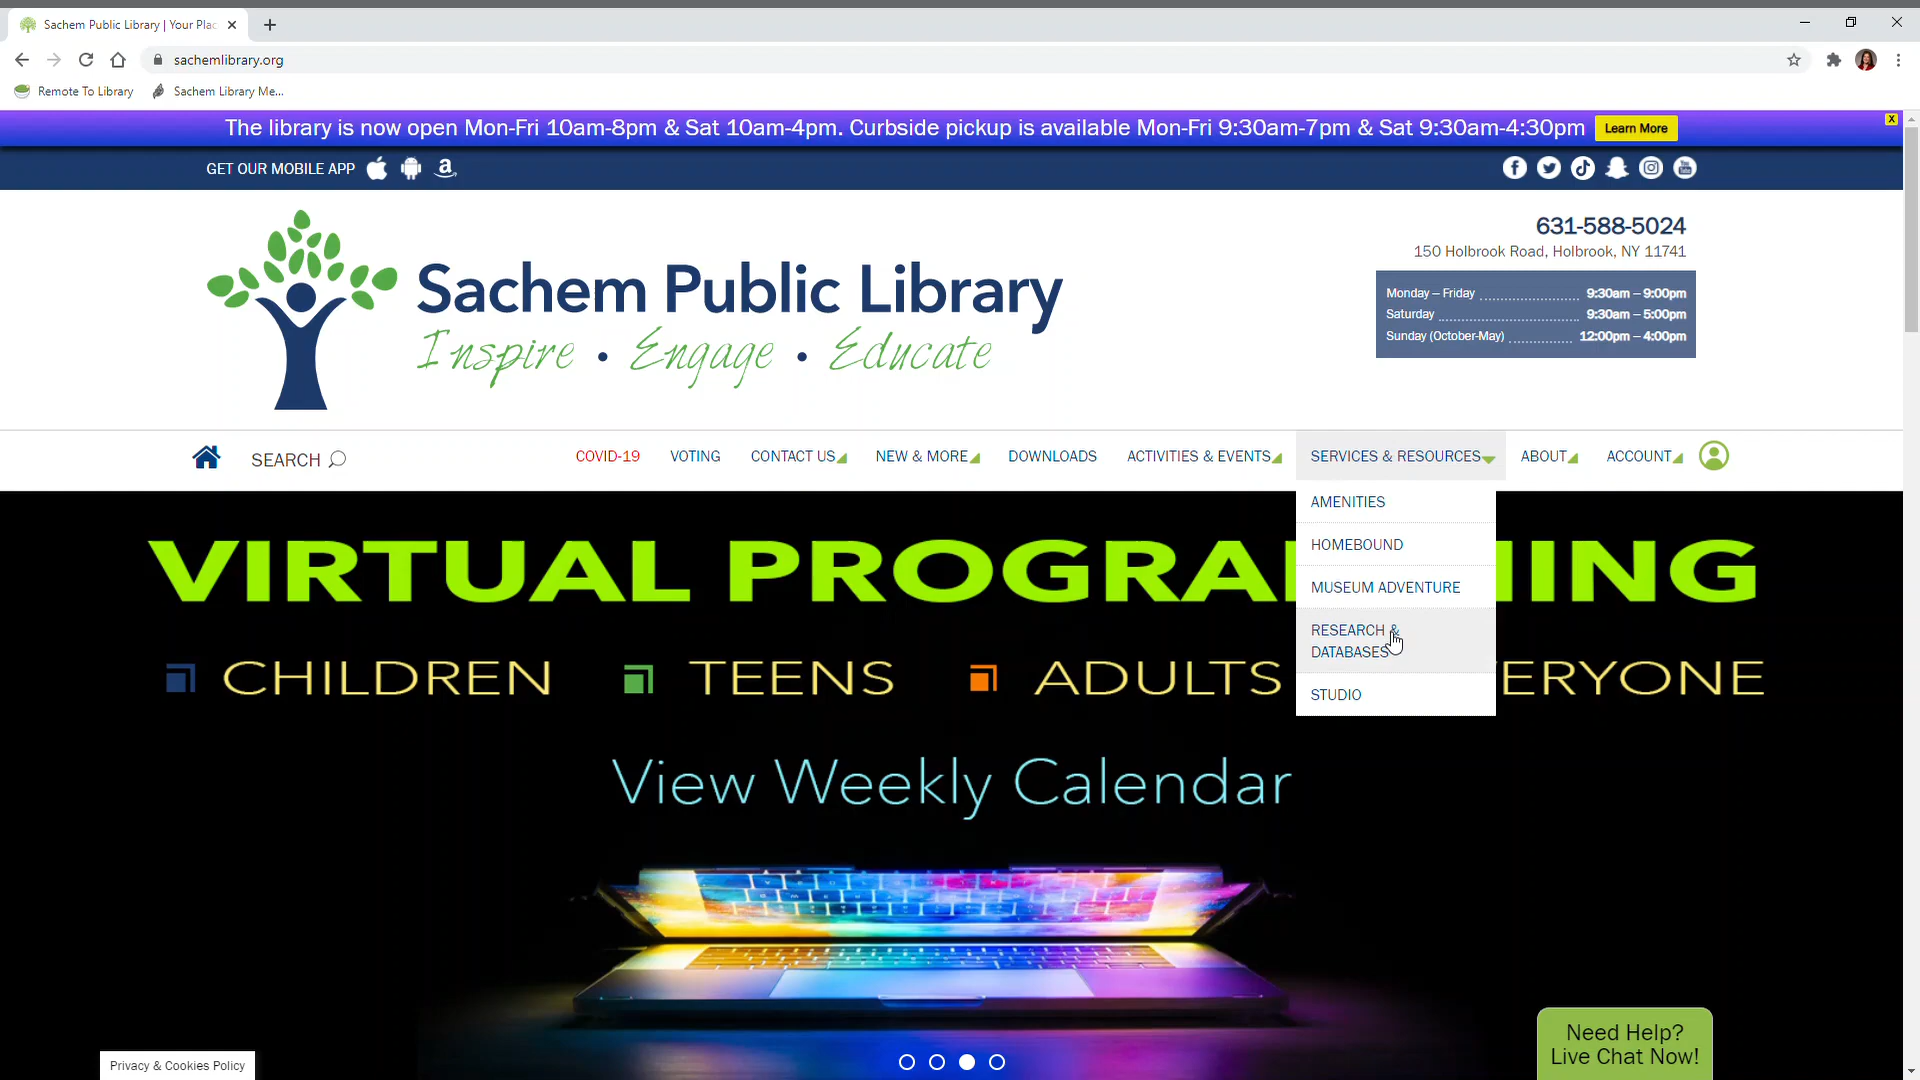 Sachem Public Library | Your Plac
sachemlibrary.org
Remote To Library
Sachem Library Me...
The library is now open Mon-Fri 10am-8pm & Sat 10am-4pm. Curbside pickup is available Mon-Fri 9:30am-7pm & Sat 9:30am-4:30pm
Learn More
X
GET OUR MOBILE APP
631-588-5024
150 Holbrook Road, Holbrook, NY 11741
Sachem Public Library
Inspire • Engage • Educate
Monday – Friday 9:30am – 9:00pm
Saturday 9:30am – 5:00pm
Sunday (October-May) 12:00pm – 4:00pm
SEARCH
COVID-19
VOTING
CONTACT US
NEW & MORE
DOWNLOADS
ACTIVITIES & EVENTS
SERVICES & RESOURCES
ABOUT
ACCOUNT
AMENITIES
HOMEBOUND
MUSEUM ADVENTURE
RESEARCH &
DATABASES
STUDIO
VIRTUAL PROGRA ING
CHILDREN TEENS ADULTS ERYONE
View Weekly Calendar
Need Help?
Live Chat Now!
Privacy & Cookies Policy